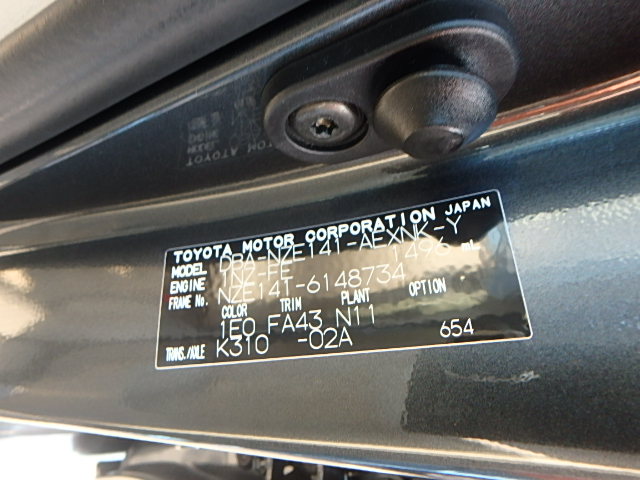 TOYOTA MOTOR CORPORATION JAPAN
MODEL DBA-NZE141-AEXNK-Y
ENGINE 1NZ-FE 1496 mL
FRAME No. NZE141-6148734
COLOR TRIM PLANT OPTION
1E0 FA43 N11
TRANS./AXLE K310 -02A 654